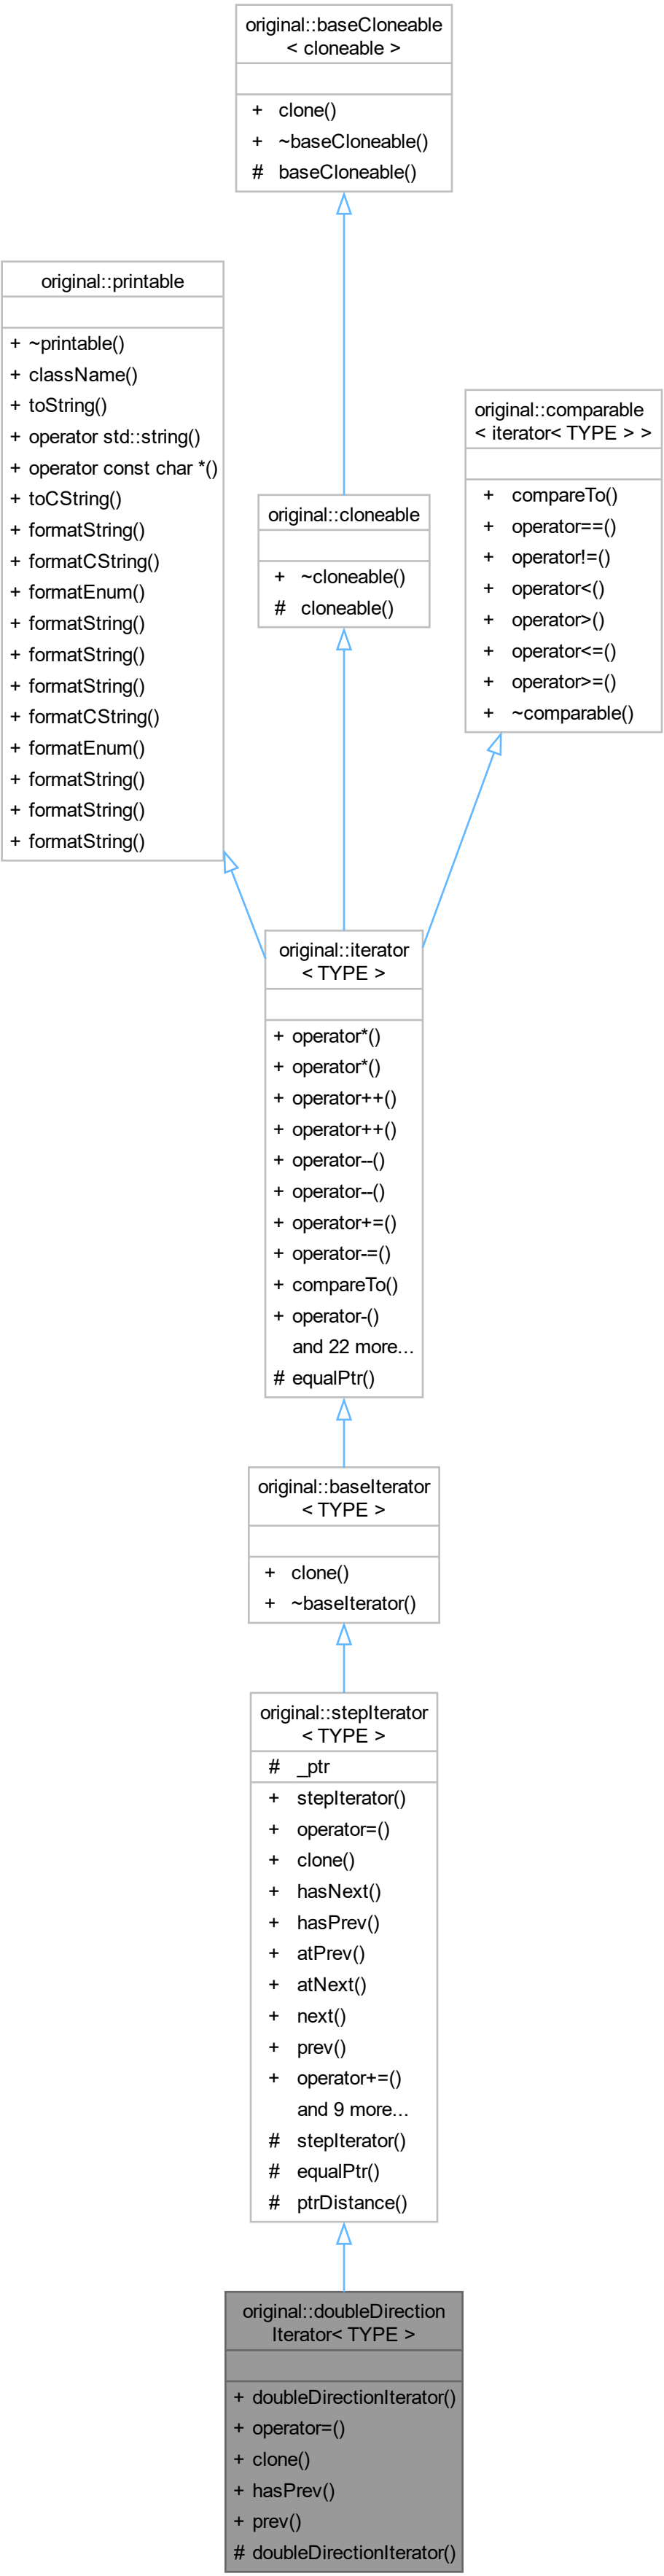 original::baseCloneable
< cloneable >
+ clone()
+ ~baseCloneable()
# baseCloneable()
original::printable
+ ~printable()
+ className()
+ toString()
+ operator std::string()
+ operator const char *()
+ toCString()
+ formatString()
+ formatCString()
+ formatEnum()
+ formatString()
+ formatString()
+ formatString()
+ formatCString()
+ formatEnum()
+ formatString()
+ formatString()
+ formatString()
original::cloneable
+ ~cloneable()
# cloneable()
original::comparable
< iterator< TYPE > >
+ compareTo()
+ operator==()
+ operator!=()
+ operator<()
+ operator>()
+ operator<=()
+ operator>=()
+ ~comparable()
original::iterator
< TYPE >
+ operator*()
+ operator*()
+ operator++()
+ operator++()
+ operator--()
+ operator--()
+ operator+=()
+ operator-=()
+ compareTo()
+ operator-()
and 22 more...
# equalPtr()
original::baseIterator
< TYPE >
+ clone()
+ ~baseIterator()
original::stepIterator
< TYPE >
# _ptr
+ stepIterator()
+ operator=()
+ clone()
+ hasNext()
+ hasPrev()
+ atPrev()
+ atNext()
+ next()
+ prev()
+ operator+=()
and 9 more...
# stepIterator()
# equalPtr()
# ptrDistance()
original::doubleDirection
Iterator< TYPE >
+ doubleDirectionIterator()
+ operator=()
+ clone()
+ hasPrev()
+ prev()
# doubleDirectionIterator()